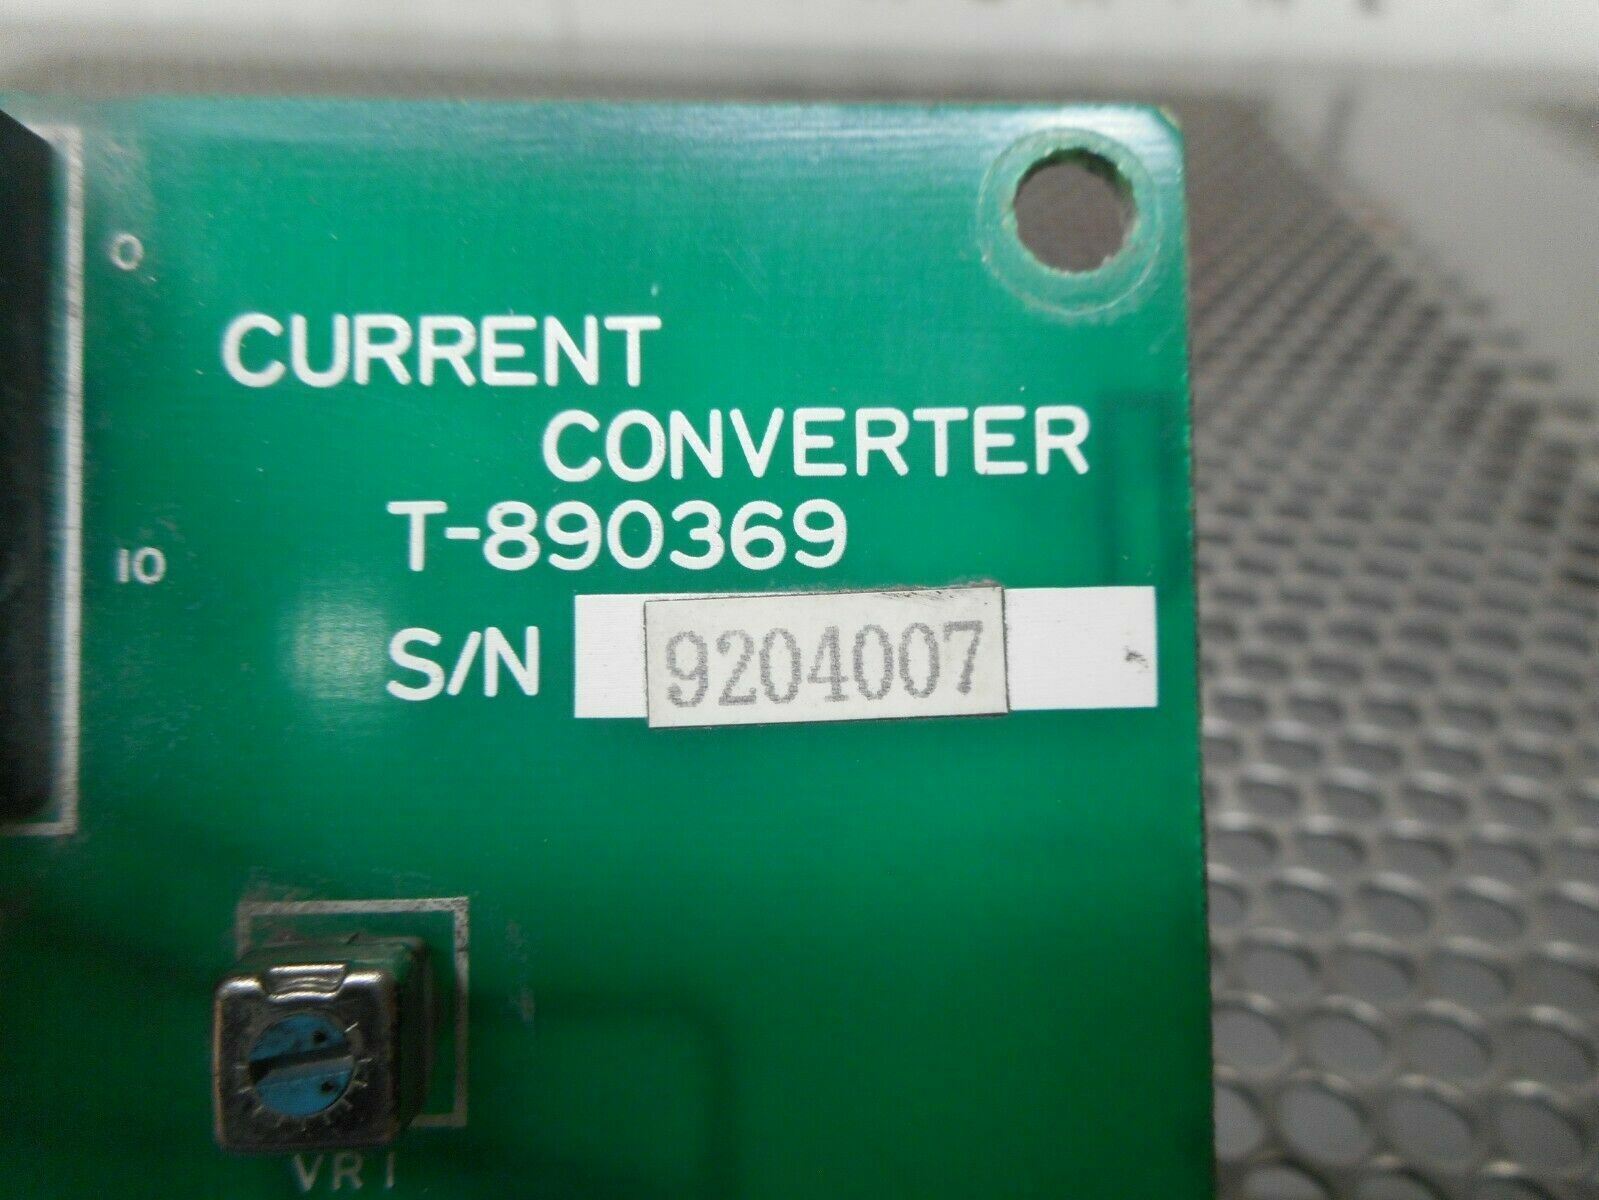 0
CURRENT
CONVERTER
T-890369
10
S/N 9204007
VR1